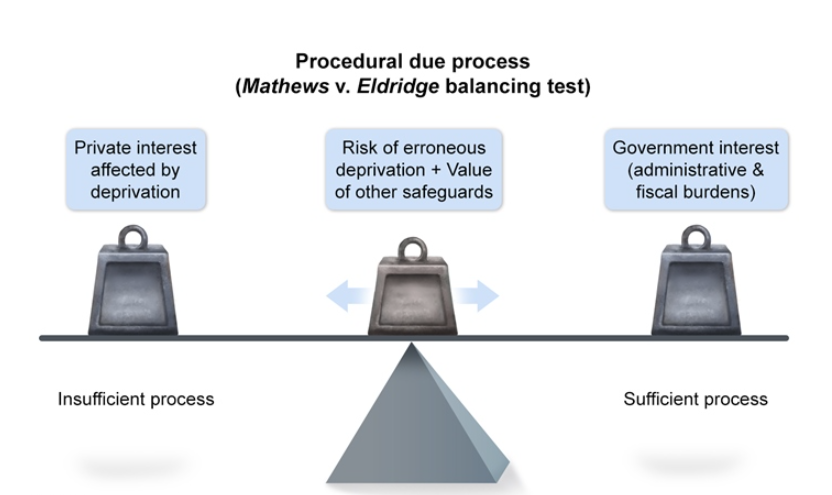 Procedural due process
(Mathews v. Eldridge balancing test)
Private interest
affected by
deprivation
Risk of erroneous
deprivation + Value
of other safeguards
Government interest
(administrative &
fiscal burdens)
Insufficient process
Sufficient process